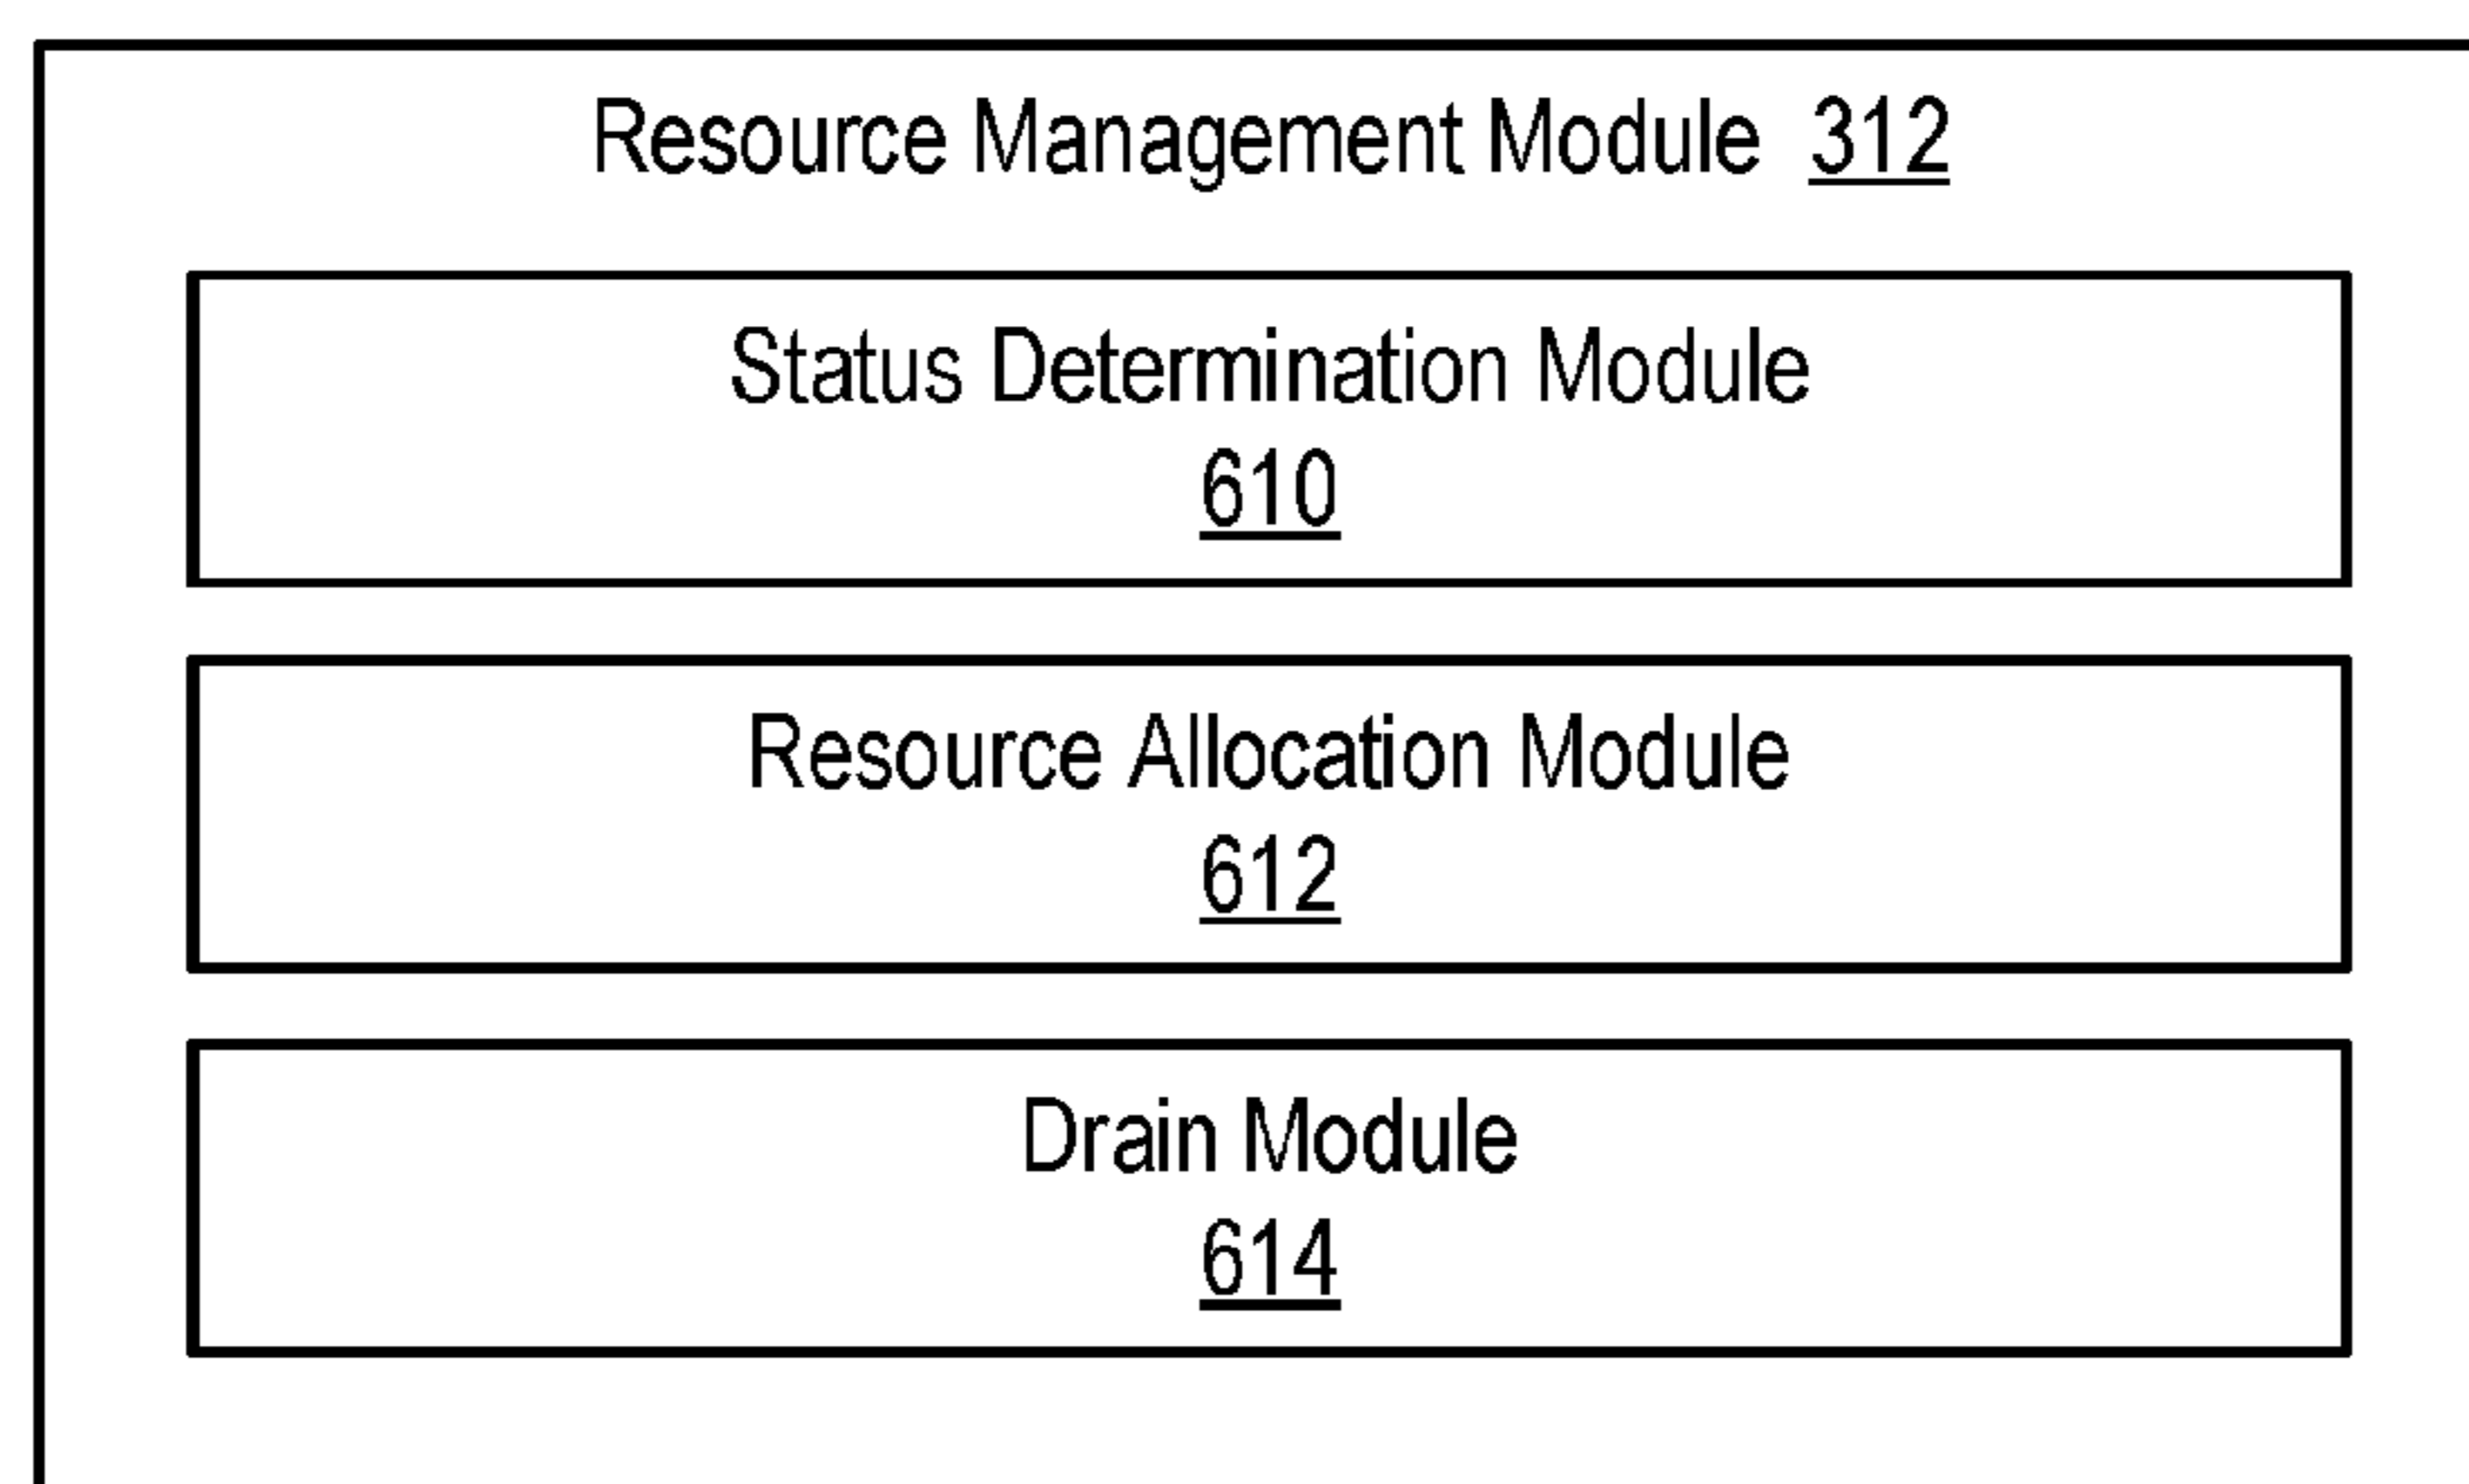 Resource Management Module 312
Status Determination Module
610
Resource Allocation Module
612
Drain Module
614